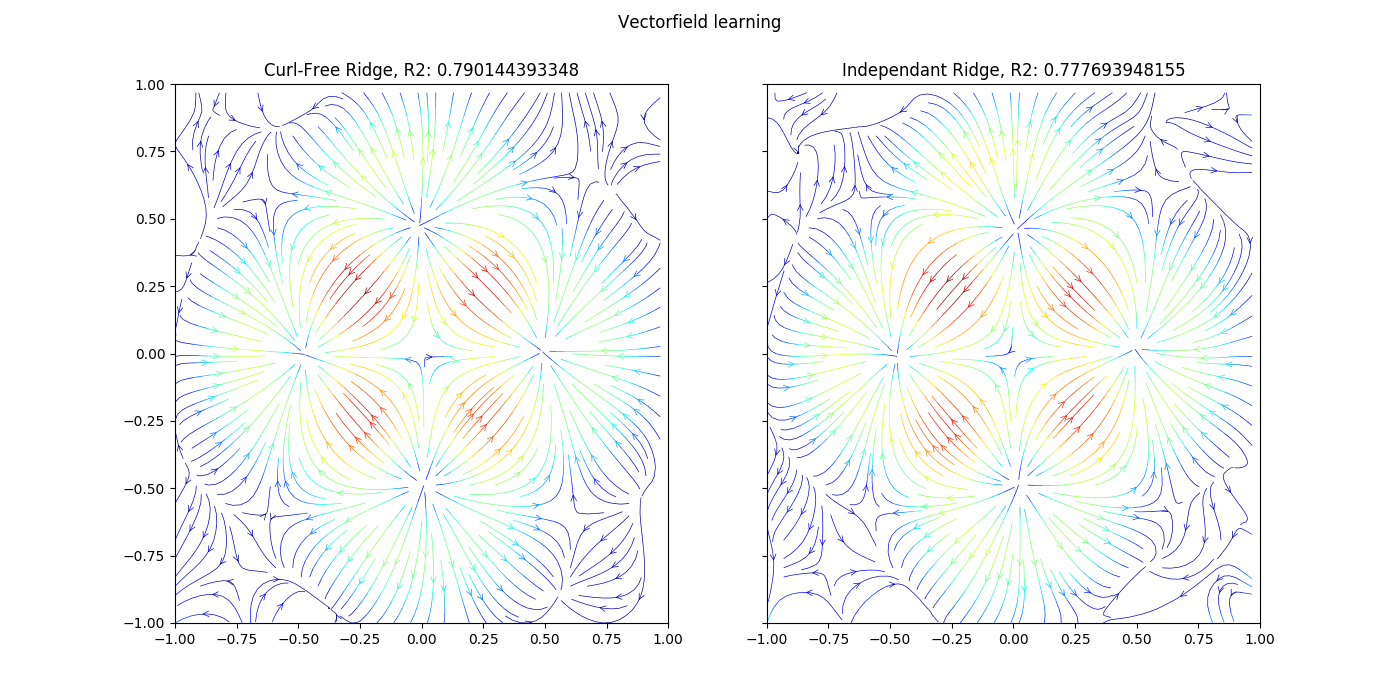 Vectorfield learning
Curl-Free Ridge, R2: 0.790144393348
Independant Ridge, R2: 0.777693948155
1.00
0.75
0.50
0.25
0.00
−0.25
−0.50
−0.75
−1.00
−1.00 −0.75 −0.50 −0.25 0.00 0.25 0.50 0.75 1.00
−1.00 −0.75 −0.50 −0.25 0.00 0.25 0.50 0.75 1.00